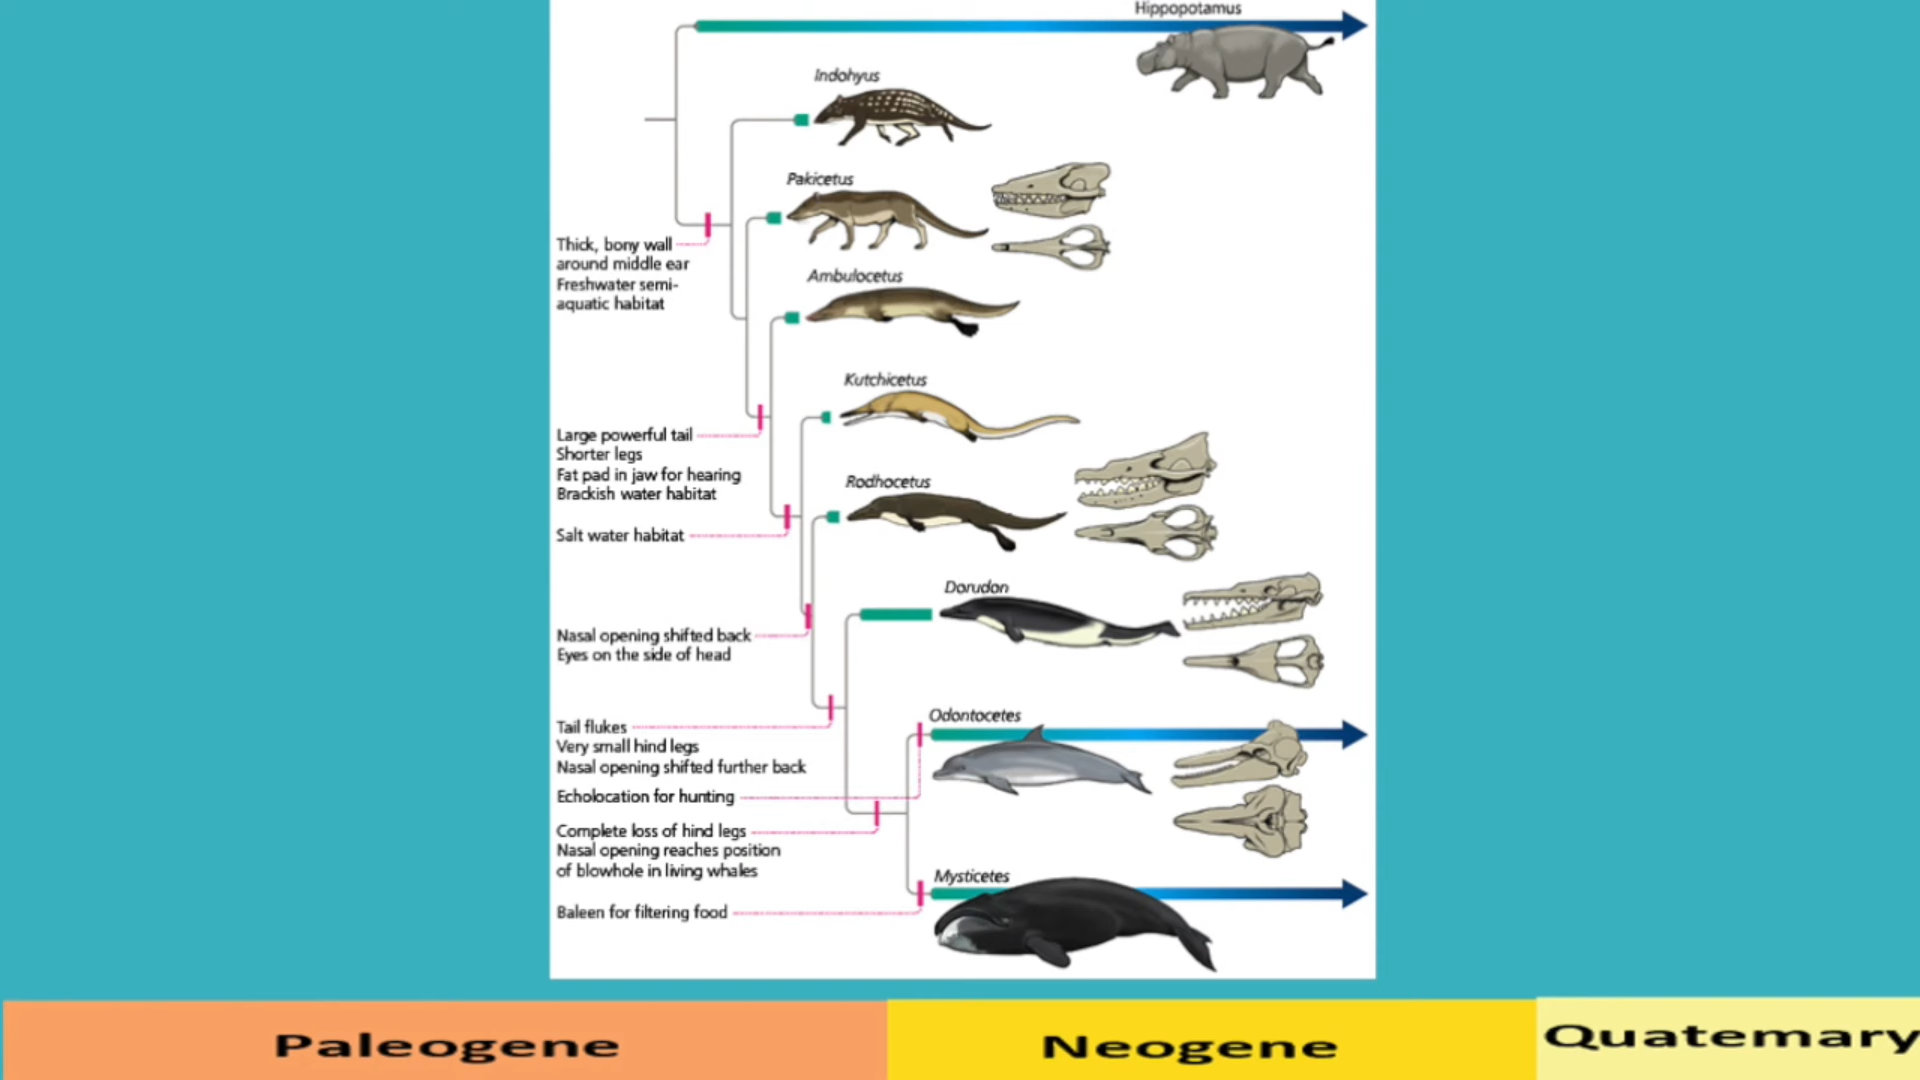 Hippopotamus
Indohyus
Pakicetus
Thick, bony wall
around middle ear
Freshwater semi-
aquatic habitat
Ambulocetus
Kutchicetus
Large powerful tail
Shorter legs
Fat pad in jaw for hearing
Brackish water habitat
Rodhocetus
Salt water habitat
Dorudon
Nasal opening shifted back
Eyes on the side of head
Odontocetes
Tail flukes
Very small hind legs
Nasal opening shifted further back
Echolocation for hunting
Complete loss of hind legs
Nasal opening reaches position
of blowhole in living whales
Mysticetes
Baleen for filtering food
Paleogene
Neogene
Quaternary